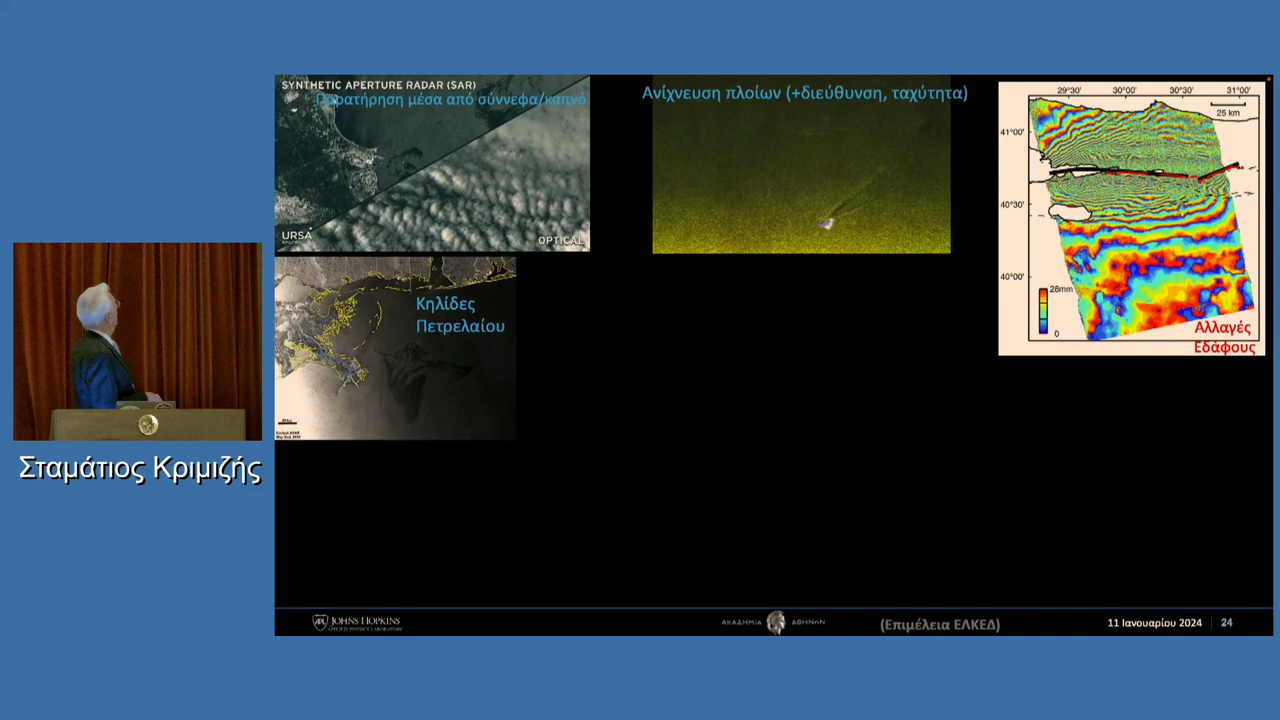 SYNTHETIC APERTURE RADAR (SAR)
Παρατήρηση μέσα από σύννεφα/καπνό
URSA
SPACE
OPTICAL
Ανίχνευση πλοίων (+διεύθυνση, ταχύτητα)
29°30' 30°00' 30°30' 31°00'
25 km
41°00'
40°30'
40°00'
28mm
0
Αλλαγές
Εδάφους
Κηλίδες
Πετρελαίου
Σταμάτιος Κριμιζής
APL JOHNS HOPKINS
APPLIED PHYSICS LABORATORY
ΑΚΑΔΗΜΙΑ ΑΘΗΝΩΝ
(Επιμέλεια ΕΛΚΕΔ)
11 Ιανουαρίου 2024 24